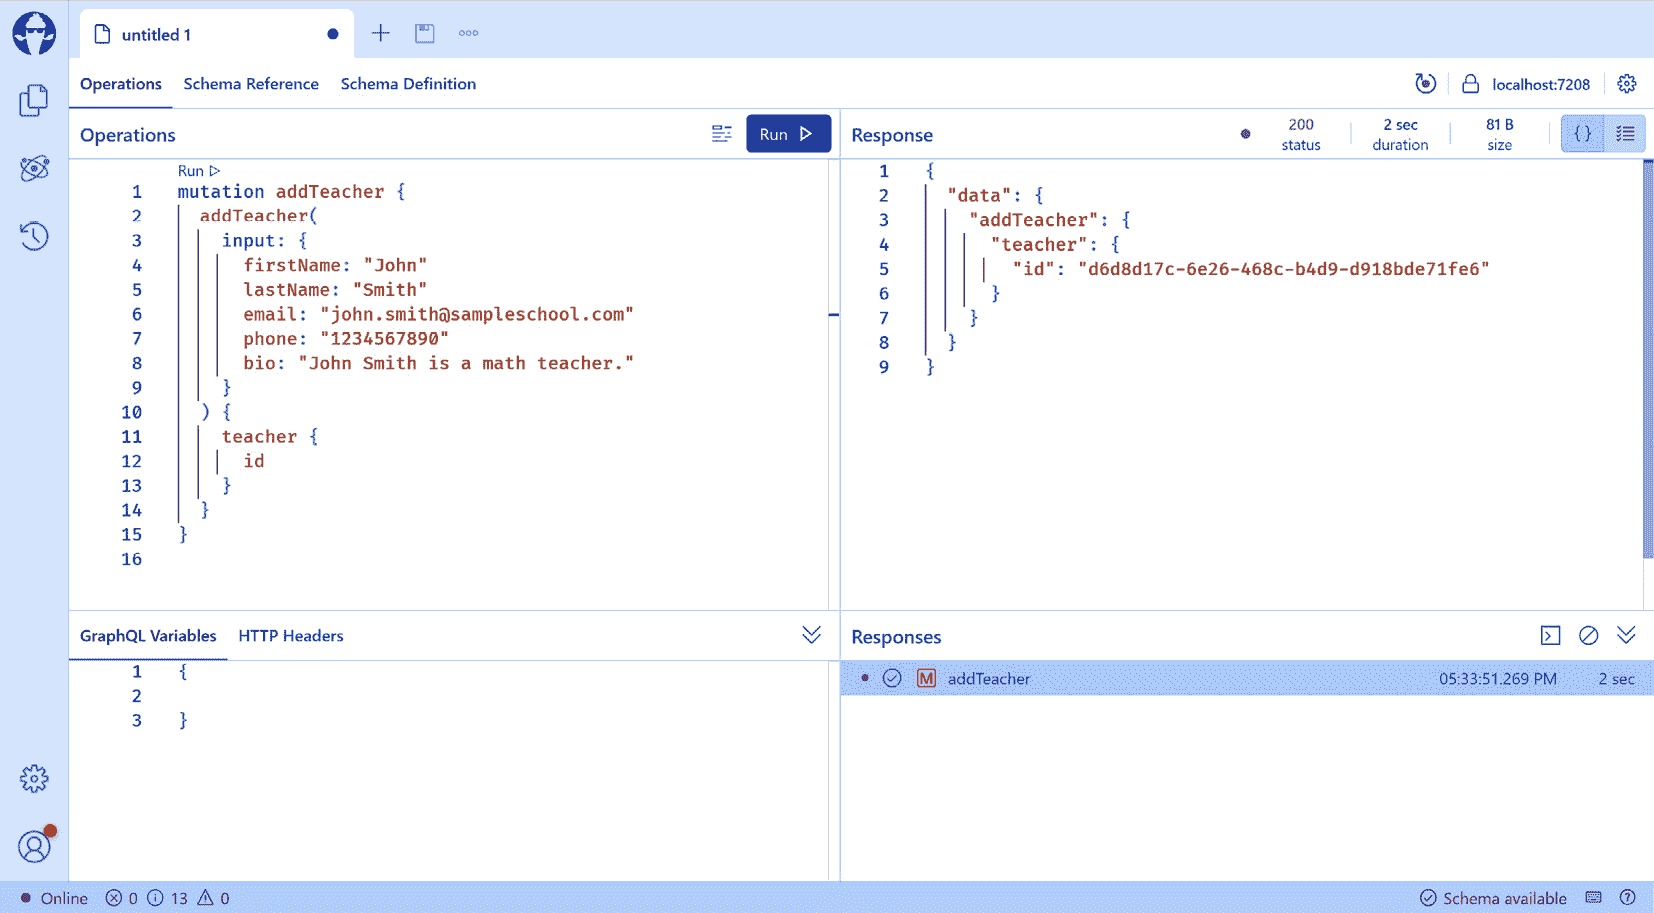 untitled 1
Operations Schema Reference Schema Definition
localhost:7208
Operations
Run
Response
200 status
2 sec duration
81 B size
{}
Run
1 mutation addTeacher {
2 addTeacher(
3 input: {
4 firstName: "John"
5 lastName: "Smith"
6 email: "john.smith@sampleschool.com"
7 phone: "1234567890"
8 bio: "John Smith is a math teacher."
9 }
10 ) {
11 teacher {
12 id
13 }
14 }
15 }
16
1 {
2 "data": {
3 "addTeacher": {
4 "teacher": {
5 "id": "d6d8d17c-6e26-468c-b4d9-d918bde71fe6"
6 }
7 }
8 }
9 }
GraphQL Variables HTTP Headers
1 {
2
3 }
Responses
M addTeacher 05:33:51.269 PM 2 sec
Online 0 13 0
Schema available